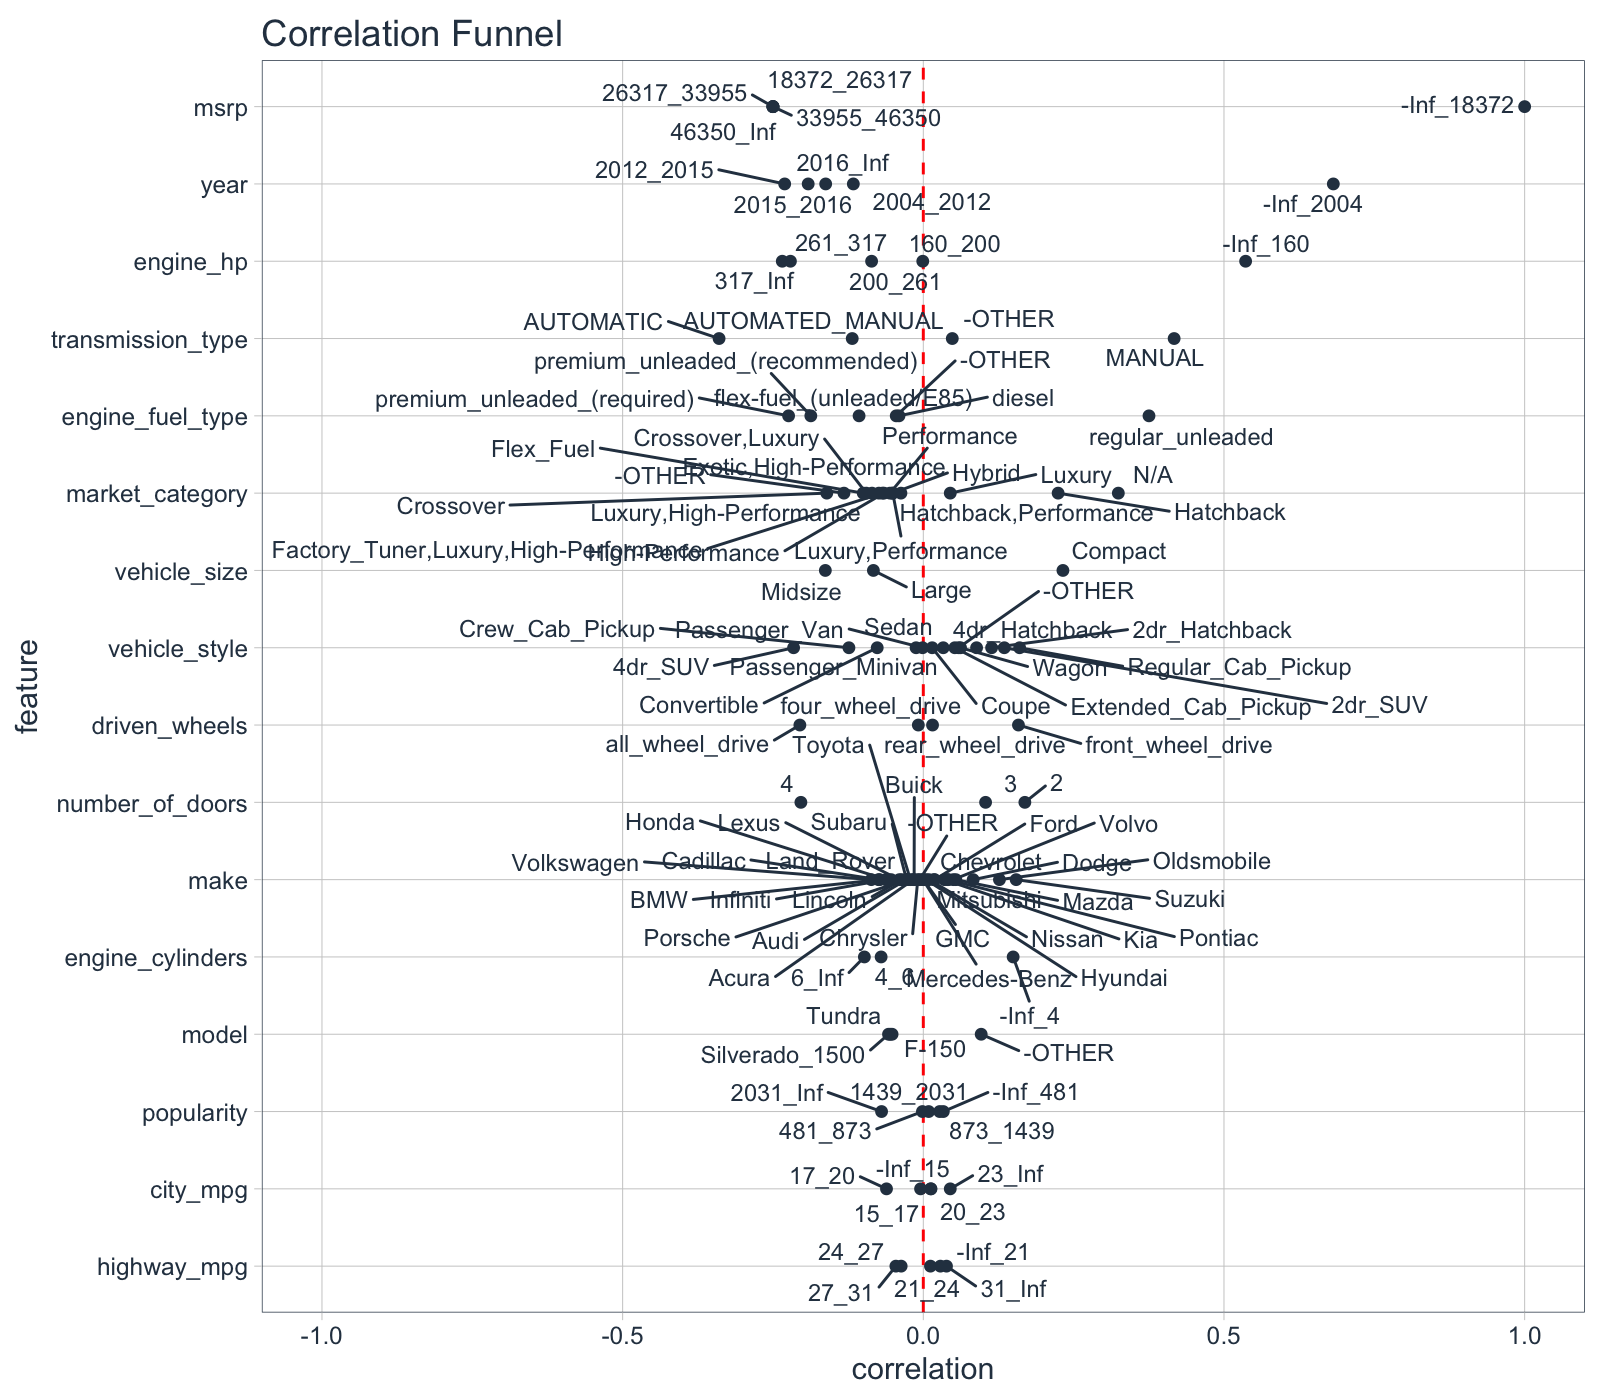 Correlation Funnel
18372_26317
26317_33955
msrp
-Inf_18372
33955_46350
46350_Inf
2016_Inf
2012_2015
year
2015_2016
2004_2012
-Inf_2004
261_317
160_200
-Inf_160
engine_hp
317_Inf
200_261
AUTOMATIC
AUTOMATED_MANUAL
-OTHER
transmission_type
MANUAL
premium_unleaded_(recommended)
-OTHER
premium_unleaded_(required)
flex-fuel_(unleaded/E85)
diesel
engine_fuel_type
regular_unleaded
Crossover,Luxury
Performance
Flex_Fuel
Exotic,High-Performance
-OTHER
Hybrid
Luxury
N/A
market_category
Crossover
Luxury,High-Performance
Hatchback,Performance
Hatchback
Factory_Tuner,Luxury,High-Performance
High-Performance
Luxury,Performance
Compact
vehicle_size
Midsize
Large
-OTHER
Crew_Cab_Pickup
Passenger_Van
Sedan
4dr_Hatchback
2dr_Hatchback
vehicle_style
4dr_SUV
Passenger_Minivan
Wagon
Regular_Cab_Pickup
Convertible
four_wheel_drive
Coupe
Extended_Cab_Pickup
2dr_SUV
driven_wheels
all_wheel_drive
Toyota
rear_wheel_drive
front_wheel_drive
4
Buick
3
2
number_of_doors
Honda
Lexus
Subaru
-OTHER
Ford
Volvo
Volkswagen
Cadillac
Land_Rover
Chevrolet
Dodge
Oldsmobile
make
BMW
Infiniti
Lincoln
Mitsubishi
Mazda
Suzuki
Porsche
Audi
Chrysler
GMC
Nissan
Kia
Pontiac
engine_cylinders
Acura
6_Inf
4_6
Mercedes-Benz
Hyundai
Tundra
-Inf_4
model
Silverado_1500
F-150
-OTHER
2031_Inf
1439_2031
-Inf_481
popularity
481_873
873_1439
17_20
-Inf_15
23_Inf
city_mpg
15_17
20_23
24_27
-Inf_21
highway_mpg
27_31
21_24
31_Inf
-1.0
-0.5
0.0
0.5
1.0
correlation
feature